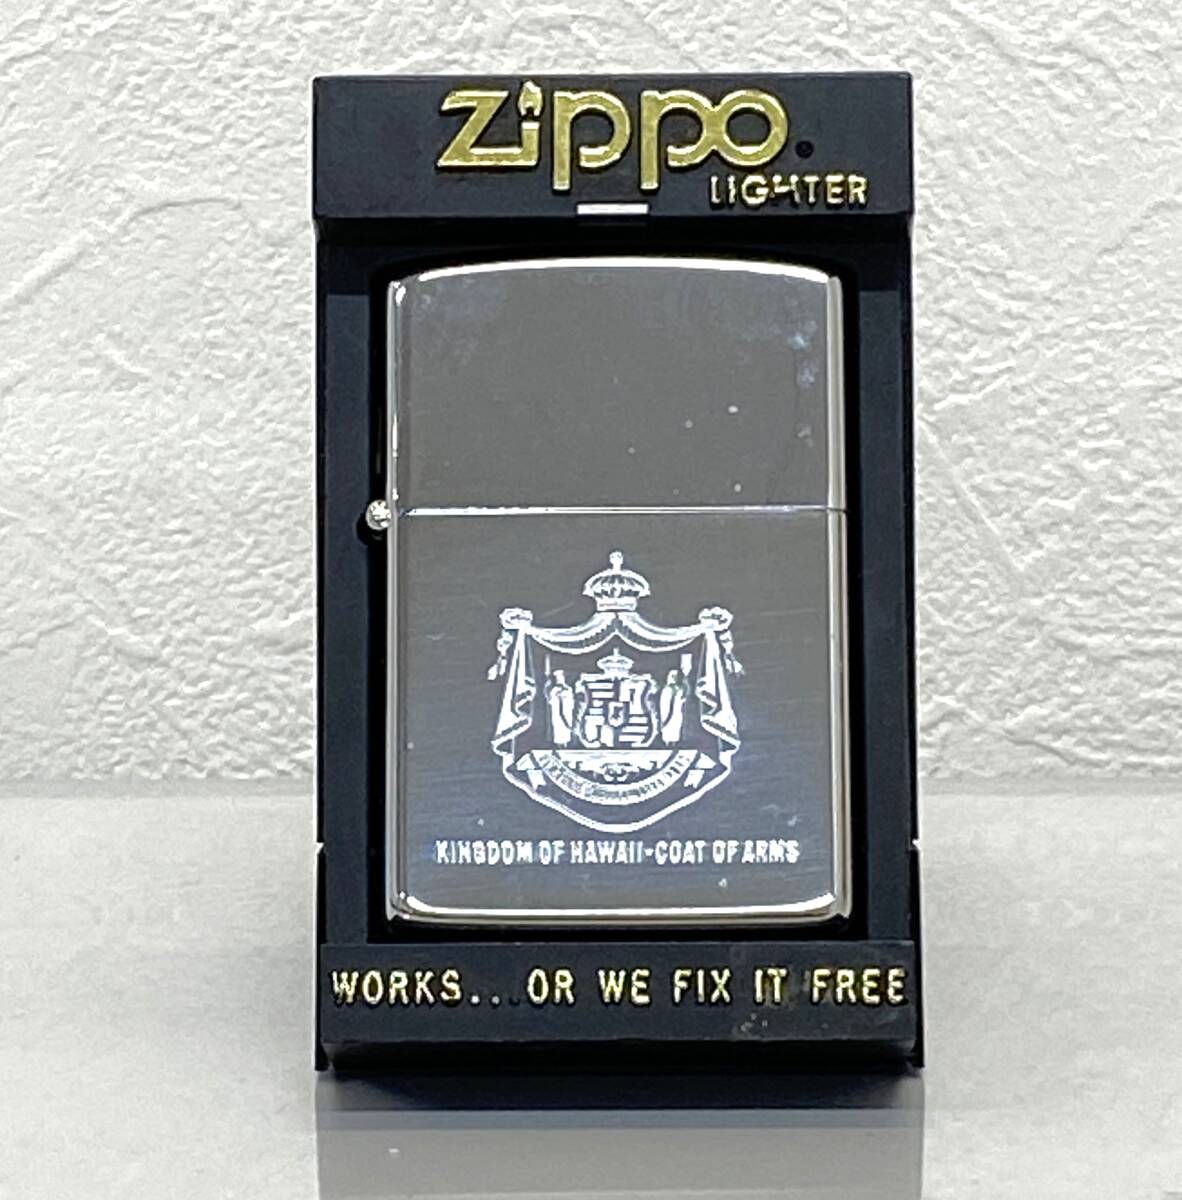 Zippo
LIGHTER
KINGDOM OF HAWAII-COAT OF ARMS
WORKS... OR WE FIX IT FREE